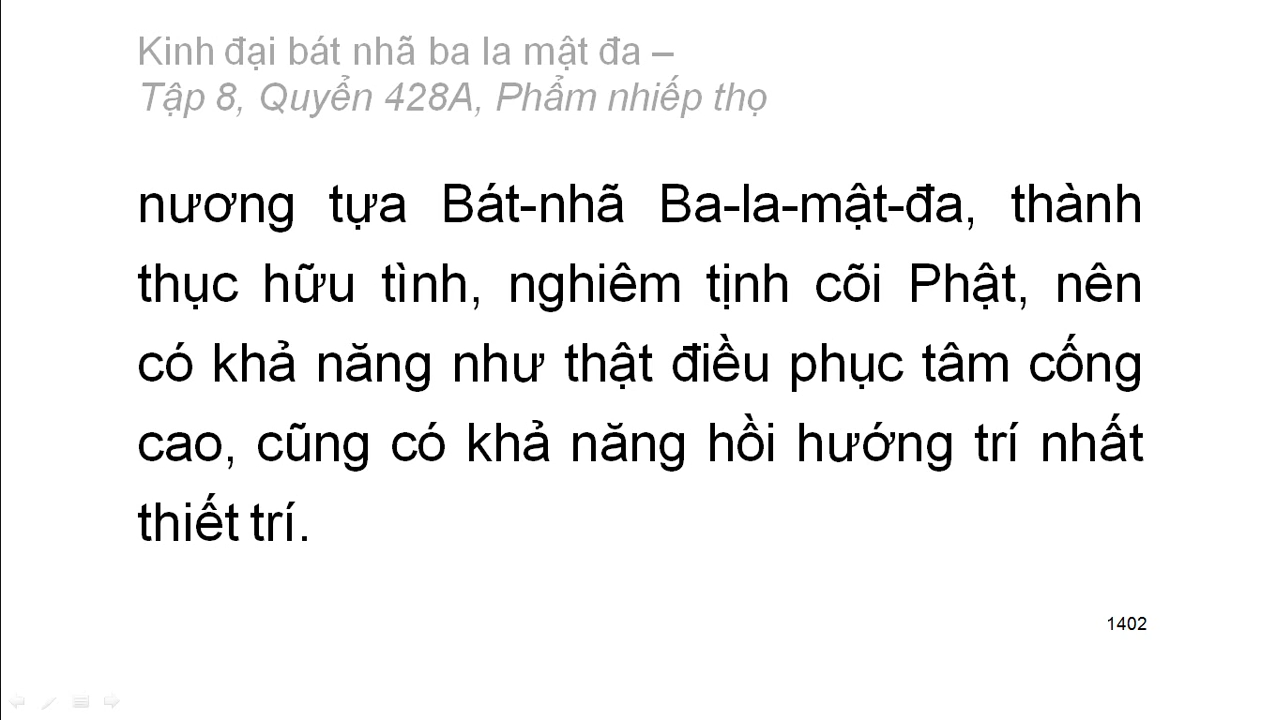 Kinh đại bát nhã ba la mật đa –
Tập 8, Quyển 428A, Phẩm nhiếp thọ
nương tựa Bát-nhã Ba-la-mật-đa, thành
thục hữu tình, nghiêm tịnh cõi Phật, nên
có khả năng như thật điều phục tâm cống
cao, cũng có khả năng hồi hướng trí nhất
thiết trí.
1402